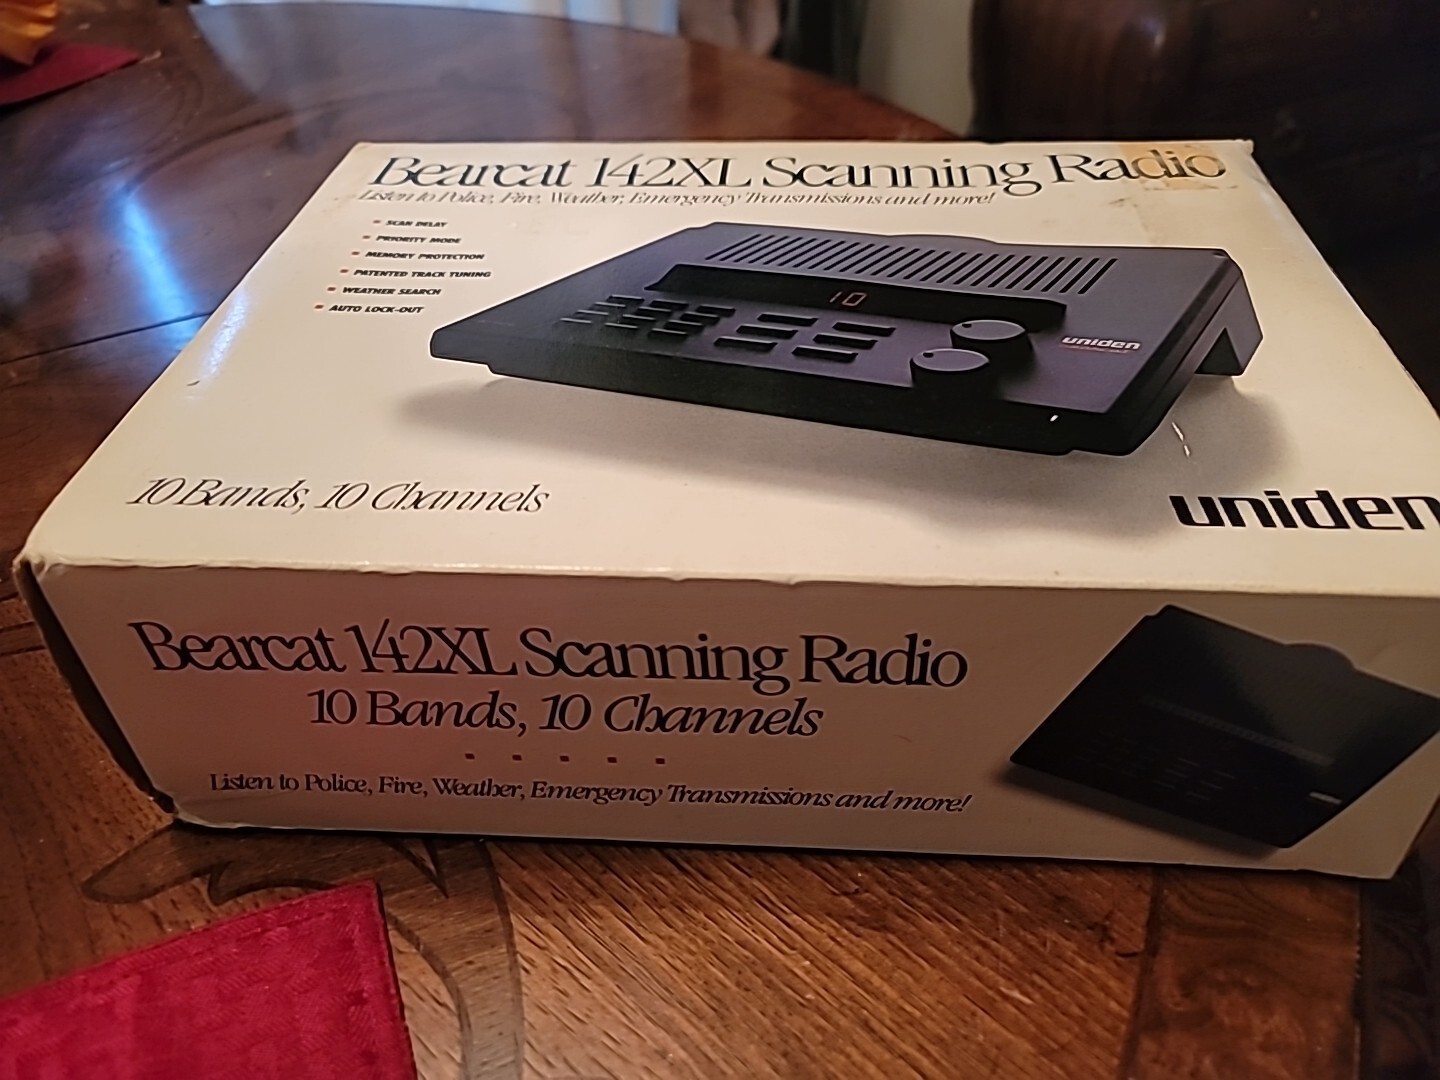 Bearcat 142XL Scanning Radio
Listen to Police, Fire, Weather, Emergency Transmissions and more!
SCAN DELAY
PRIORITY MODE
MEMORY PROTECTION
PATENTED TRACK TUNING
WEATHER SEARCH
AUTO LOCK-OUT
10
uniden
10 Bands, 10 Channels
uniden
Bearcat 142XL Scanning Radio
10 Bands, 10 Channels
Listen to Police, Fire, Weather, Emergency Transmissions and more!